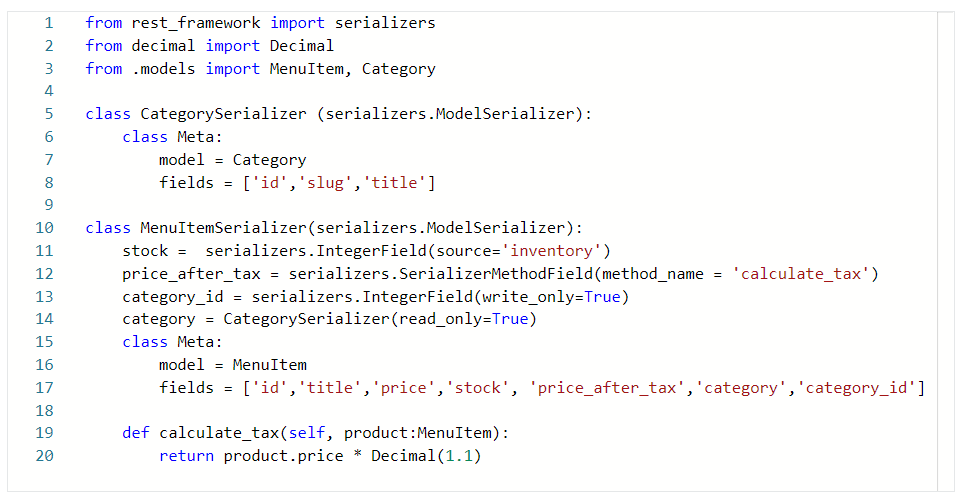 1 from rest_framework import serializers
2 from decimal import Decimal
3 from .models import MenuItem, Category
4
5 class CategorySerializer (serializers.ModelSerializer):
6     class Meta:
7         model = Category
8         fields = ['id','slug','title']
9
10 class MenuItemSerializer(serializers.ModelSerializer):
11     stock =  serializers.IntegerField(source='inventory')
12     price_after_tax = serializers.SerializerMethodField(method_name = 'calculate_tax')
13     category_id = serializers.IntegerField(write_only=True)
14     category = CategorySerializer(read_only=True)
15     class Meta:
16         model = MenuItem
17         fields = ['id','title','price','stock', 'price_after_tax','category','category_id']
18
19     def calculate_tax(self, product:MenuItem):
20         return product.price * Decimal(1.1)